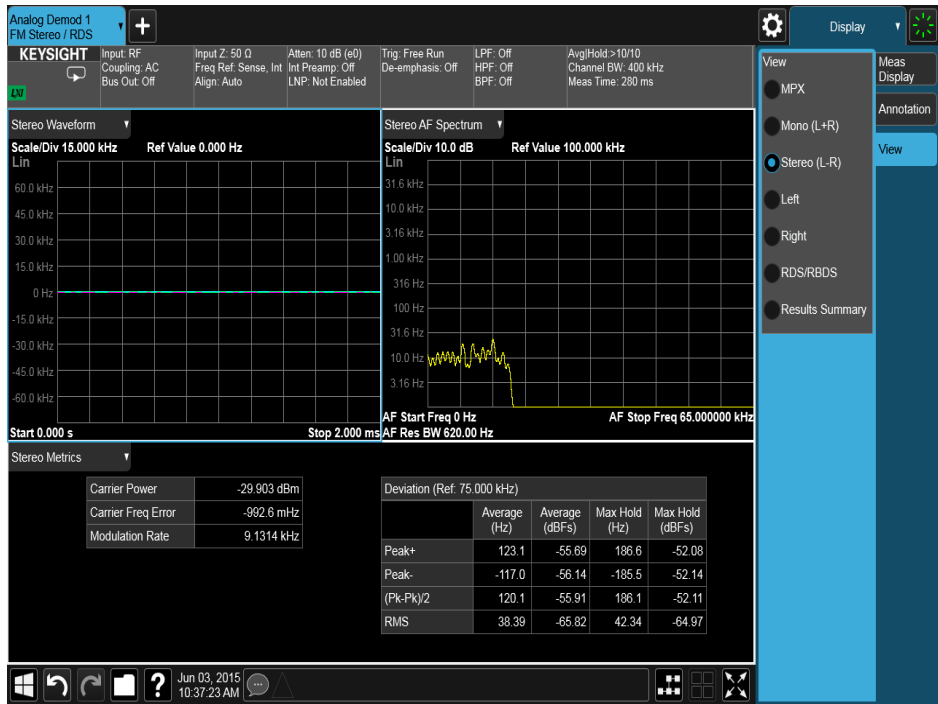 Analog Demod 1
FM Stereo / RDS
+
Display
KEYSIGHT
LNI
Input: RF
Coupling: AC
Bus Out: Off
Input Z: 50 Ω
Freq Ref: Sense, Int
Align: Auto
Atten: 10 dB (e0)
Int Preamp: Off
LNP: Not Enabled
Trig: Free Run
De-emphasis: Off
LPF: Off
HPF: Off
BPF: Off
Avg|Hold:>10/10
Channel BW: 400 kHz
Meas Time: 280 ms
View
MPX
Mono (L+R)
Stereo (L-R)
Left
Right
RDS/RBDS
Results Summary
Meas
Display
Annotation
View
Stereo Waveform
Scale/Div 15.000 kHz Ref Value 0.000 Hz
Lin
60.0 kHz
45.0 kHz
30.0 kHz
15.0 kHz
0 Hz
-15.0 kHz
-30.0 kHz
-45.0 kHz
-60.0 kHz
Start 0.000 s Stop 2.000 ms
Stereo AF Spectrum
Scale/Div 10.0 dB Ref Value 100.000 kHz
Lin
31.6 kHz
10.0 kHz
3.16 kHz
1.00 kHz
316 Hz
100 Hz
31.6 Hz
10.0 Hz
3.16 Hz
AF Start Freq 0 Hz AF Stop Freq 65.000000 kHz
AF Res BW 620.00 Hz
Stereo Metrics
Carrier Power -29.903 dBm
Carrier Freq Error -992.6 mHz
Modulation Rate 9.1314 kHz
Deviation (Ref: 75.000 kHz)
Average (Hz) Average (dBFs) Max Hold (Hz) Max Hold (dBFs)
Peak+ 123.1 -55.69 186.6 -52.08
Peak- -117.0 -56.14 -185.5 -52.14
(Pk-Pk)/2 120.1 -55.91 186.1 -52.11
RMS 38.39 -65.82 42.34 -64.97
?
Jun 03, 2015
10:37:23 AM